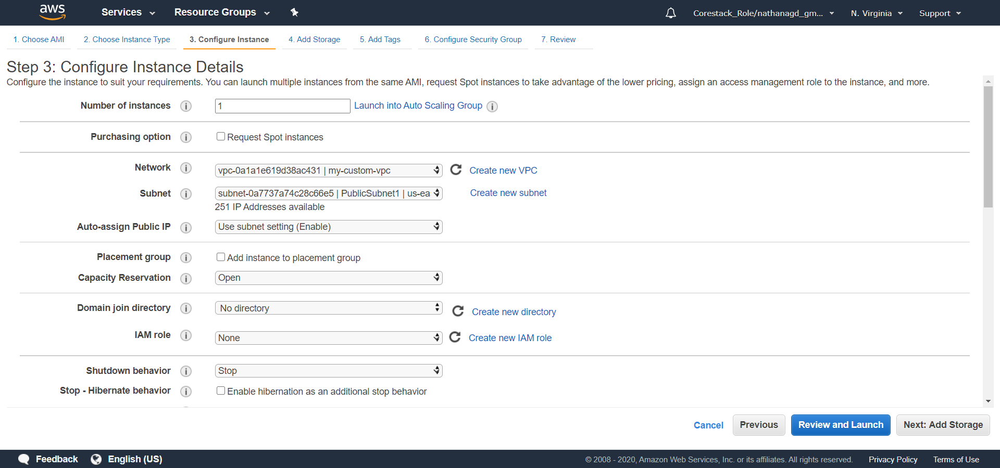 aws Services Resource Groups Corestack_Role/nathanagd_gm... N. Virginia Support
1. Choose AMI 2. Choose Instance Type 3. Configure Instance 4. Add Storage 5. Add Tags 6. Configure Security Group 7. Review
Step 3: Configure Instance Details
Configure the instance to suit your requirements. You can launch multiple instances from the same AMI, request Spot instances to take advantage of the lower pricing, assign an access management role to the instance, and more.
Number of instances i 1 Launch into Auto Scaling Group i
Purchasing option i Request Spot instances
Network i vpc-0a1a1e619d38ac431 | my-custom-vpc Create new VPC
Subnet i subnet-0a7737a74c28c66e5 | PublicSubnet1 | us-ea Create new subnet
251 IP Addresses available
Auto-assign Public IP i Use subnet setting (Enable)
Placement group i Add instance to placement group
Capacity Reservation i Open
Domain join directory i No directory Create new directory
IAM role i None Create new IAM role
Shutdown behavior i Stop
Stop - Hibernate behavior i Enable hibernation as an additional stop behavior
Cancel Previous Review and Launch Next: Add Storage
Feedback English (US) © 2008 - 2020, Amazon Web Services, Inc. or its affiliates. All rights reserved. Privacy Policy Terms of Use